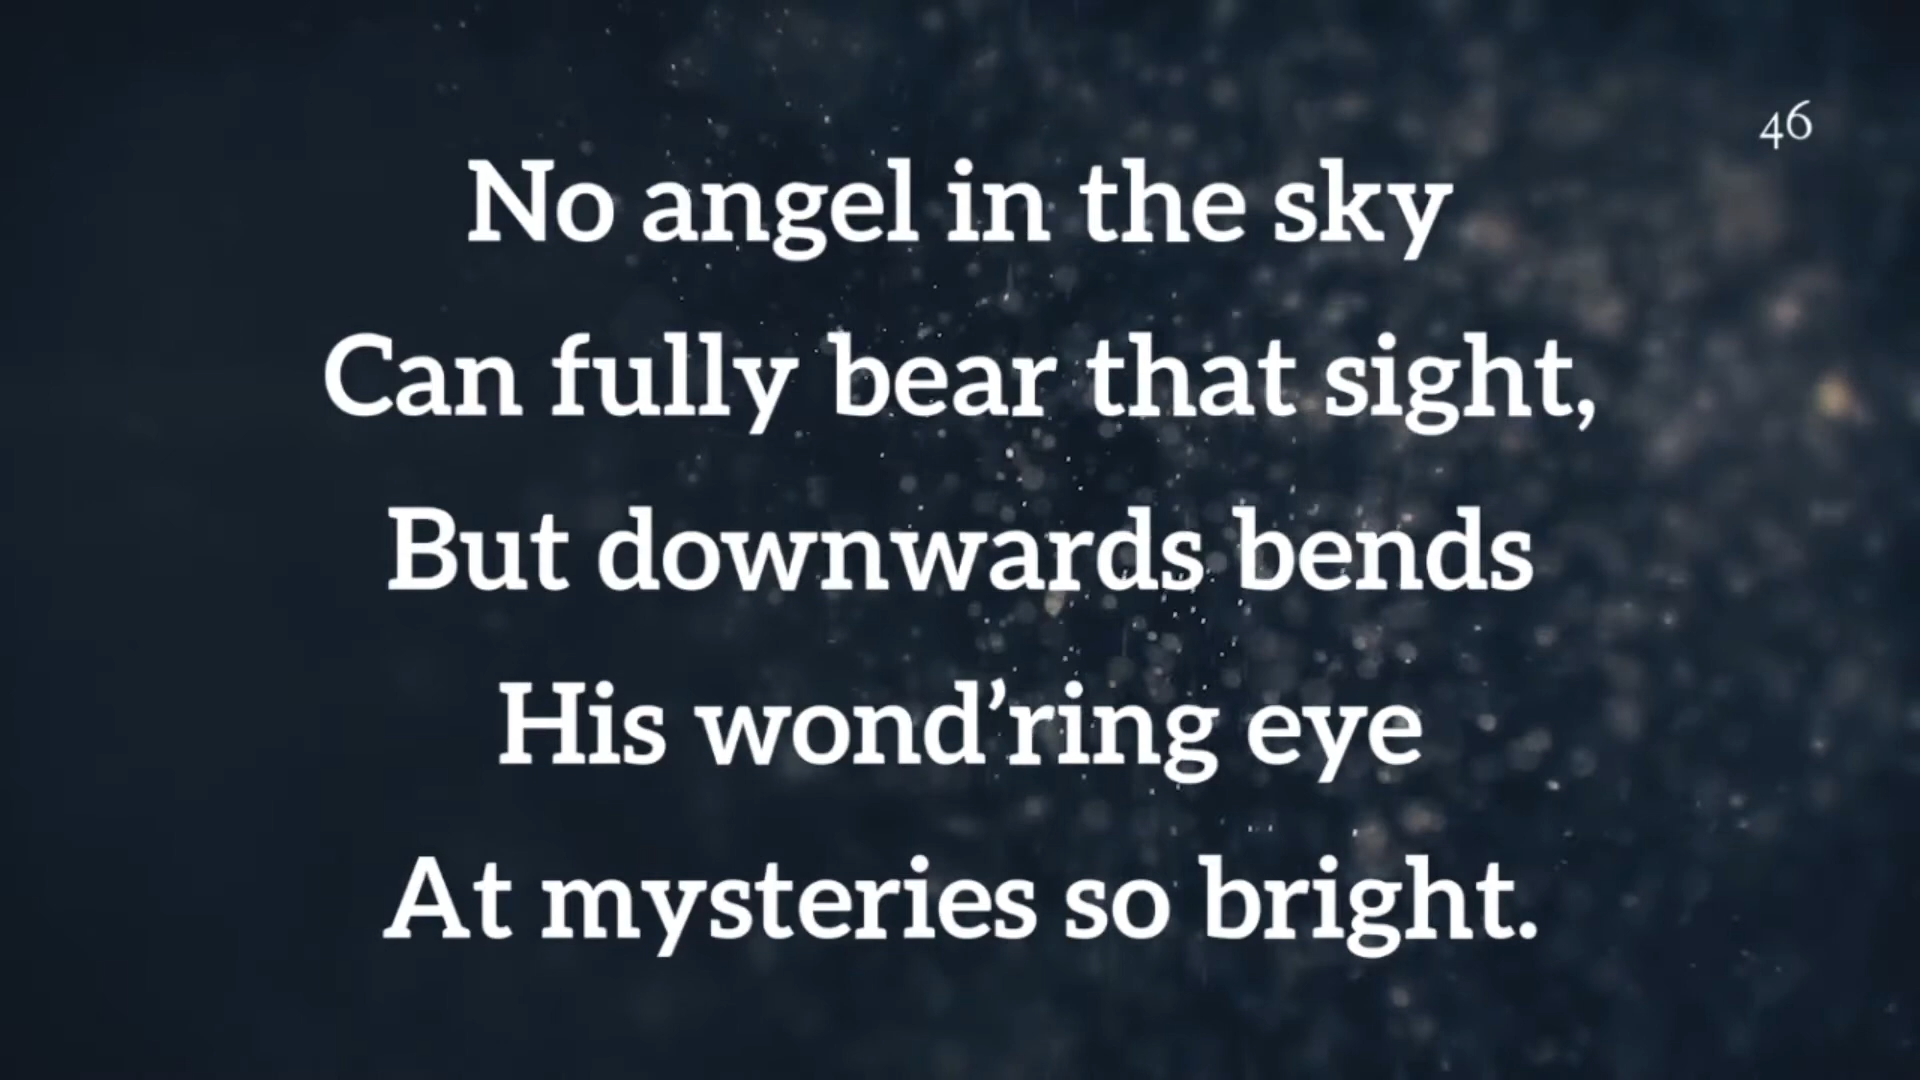 46
No angel in the sky
Can fully bear that sight,
But downwards bends
His wond’ring eye
At mysteries so bright.